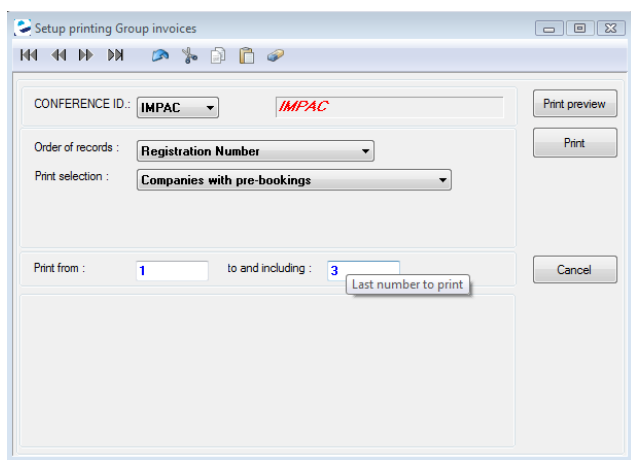 Setup printing Group invoices
CONFERENCE ID.: IMPAC IMPAC Print preview
Order of records : Registration Number Print
Print selection : Companies with pre-bookings
Print from : 1 to and including : 3 Cancel
Last number to print